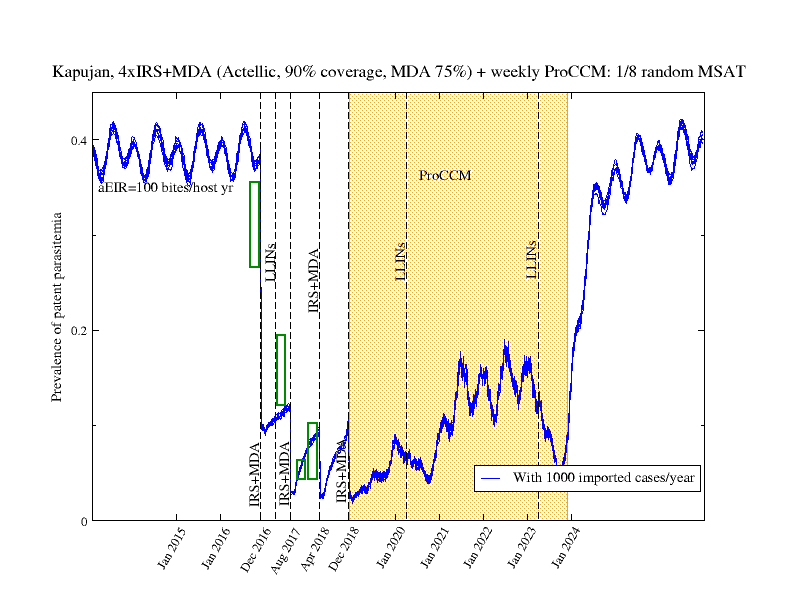 Kapujan, 4xIRS+MDA (Actellic, 90% coverage, MDA 75%) + weekly ProCCM: 1/8 random MSAT
Prevalence of patent parasitemia
0.4
0.2
0
aEIR=100 bites/host yr
ProCCM
LLINs
IRS+MDA
LLINs
LLINs
IRS+MDA
IRS+MDA
IRS+MDA
With 1000 imported cases/year
Jan 2015
Jan 2016
Dec 2016
Aug 2017
Apr 2018
Dec 2018
Jan 2020
Jan 2021
Jan 2022
Jan 2023
Jan 2024